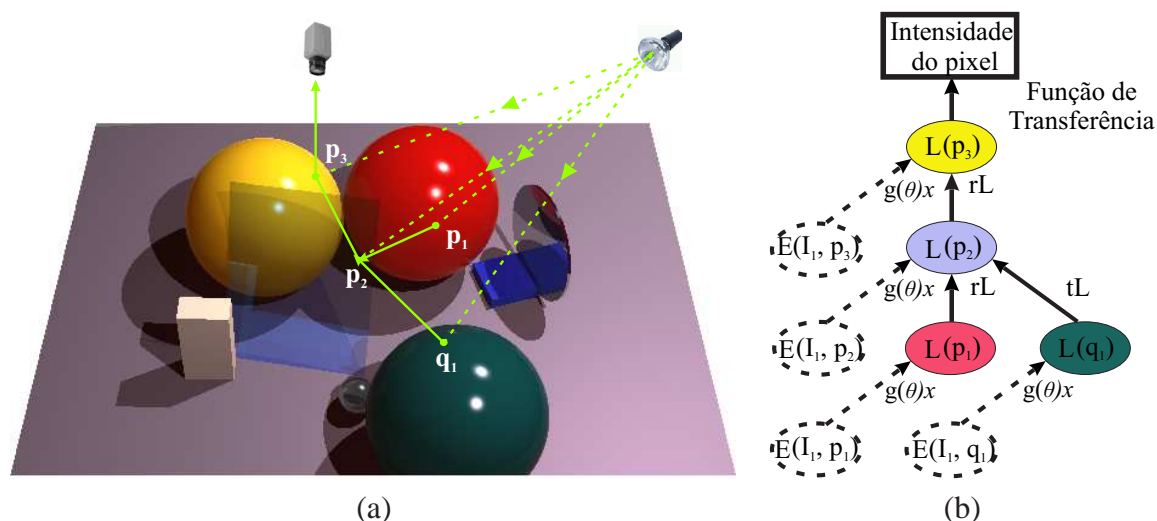 p₃
p₁
p₂
q₁
(a)
Intensidade
do pixel
Função de
Transferência
L(p₃)
g(θ)x
rL
E(I₁, p₃)
L(p₂)
g(θ)x
rL
tL
E(I₁, p₂)
L(p₁)
L(q₁)
g(θ)x
g(θ)x
E(I₁, p₁)
E(I₁, q₁)
(b)